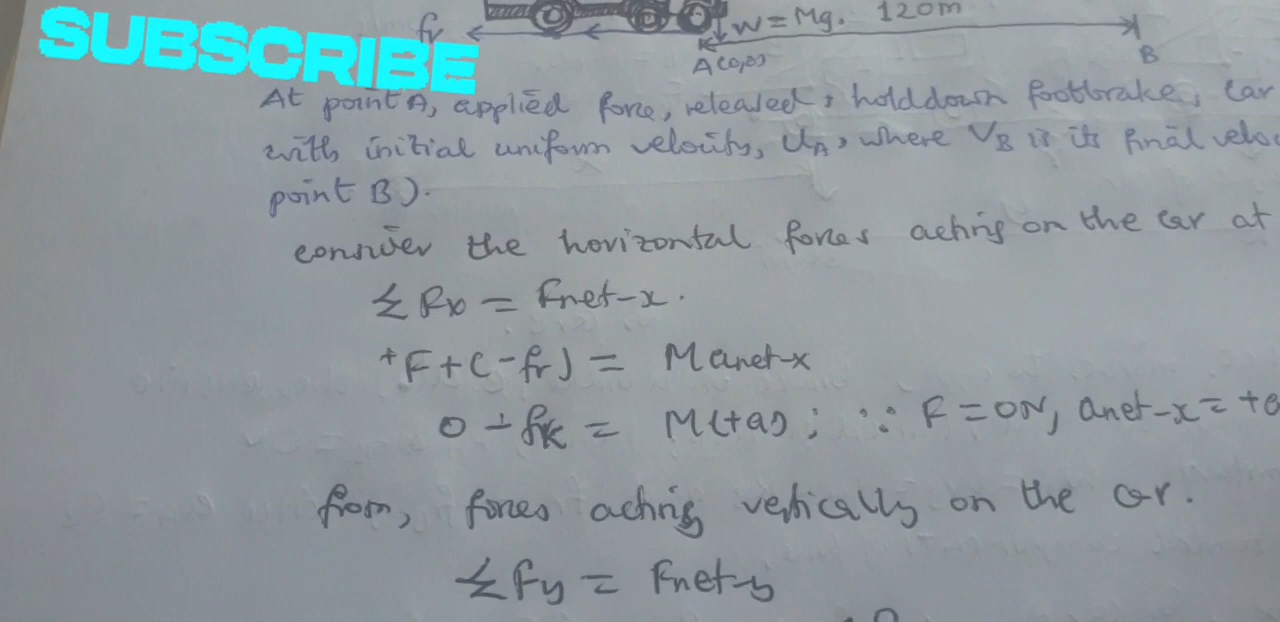 fr W = Mg. 120m
SUBSCRIBE
A(0,0) B
At point A, applied force, released, hold down footbrake, Car
with initial uniform velocity, UA, where VB is its final velo
point B).
consider the horizontal forces acting on the car at
Σ Fx = Fnet-x.
+F+(-fr) = Manet-x
0 - fk = M(+a); ∵ F=0N, anet-x = +a
from, forces acting vertically on the car.
ΣFy = Fnet-y